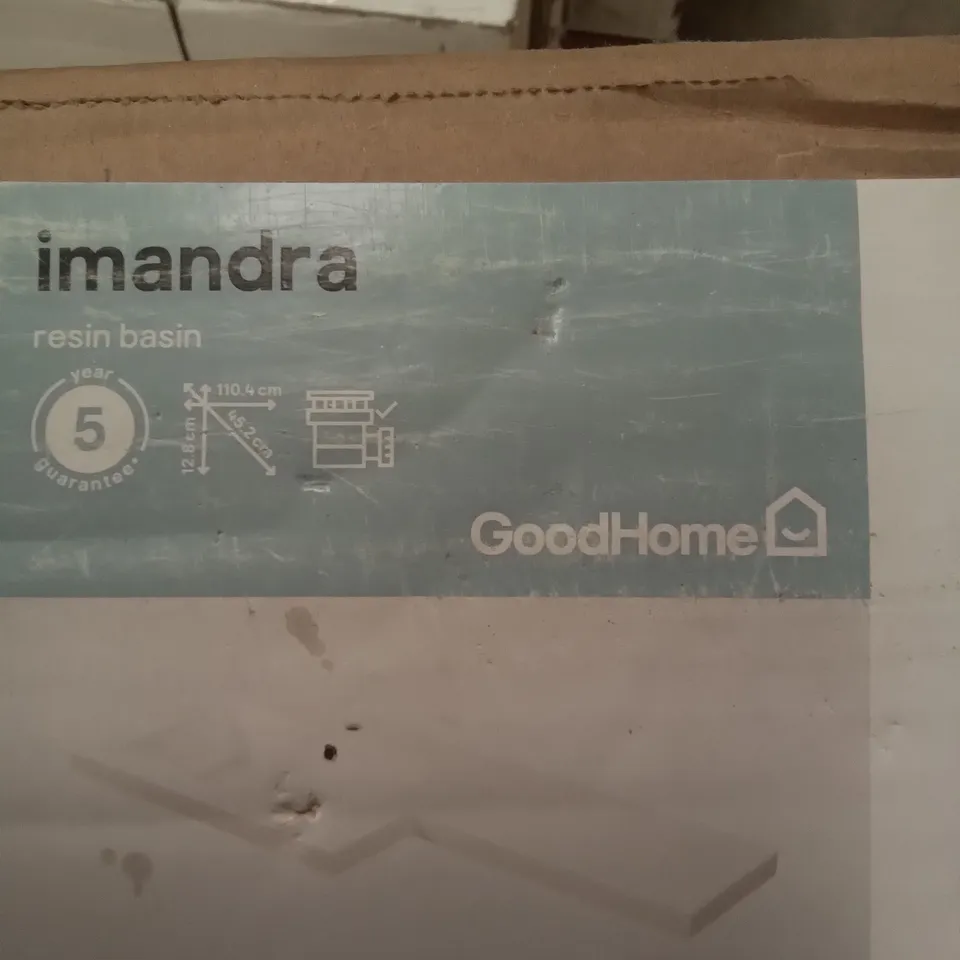 imandra
resin basin
year
5
guarantee•
110.4 cm
45.2 cm
12.8 cm
GoodHome